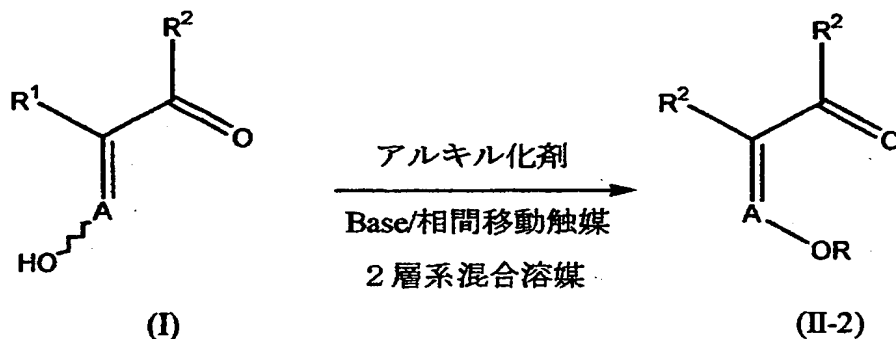 R²
R¹
O
A
HO
(I)
アルキル化剤
Base/相間移動触媒
2層系混合溶媒
R²
R²
O
A
OR
(II-2)